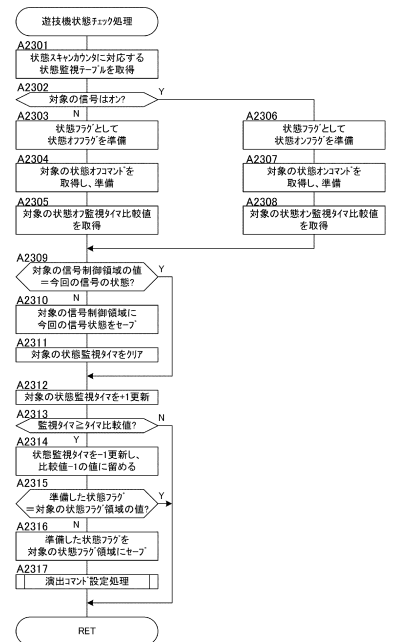 遊技機状態ﾁｪｯｸ処理
A2301
状態ｽｷｬﾝｶｳﾝﾀに対応する
状態監視ﾃｰﾌﾞﾙを取得
A2302
対象の信号はオン?
Y
N
A2303
状態ﾌﾗｸﾞとして
状態オフﾌﾗｸﾞを準備
A2304
対象の状態オフｺﾏﾝﾄﾞを
取得し、準備
A2305
対象の状態オフ監視ﾀｲﾏ比較値
を取得
A2306
状態ﾌﾗｸﾞとして
状態オンﾌﾗｸﾞを準備
A2307
対象の状態オンｺﾏﾝﾄﾞを
取得し、準備
A2308
対象の状態オン監視ﾀｲﾏ比較値
を取得
A2309
対象の信号制御領域の値
＝今回の信号の状態?
Y
N
A2310
対象の信号制御領域に
今回の信号状態をｾｰﾌﾞ
A2311
対象の状態監視ﾀｲﾏをｸﾘｱ
A2312
対象の状態監視ﾀｲﾏを+1更新
A2313
監視ﾀｲﾏ≧ﾀｲﾏ比較値?
N
Y
A2314
状態監視ﾀｲﾏを-1更新し、
比較値-1の値に留める
A2315
準備した状態ﾌﾗｸﾞ
＝対象の状態ﾌﾗｸﾞ領域の値?
Y
N
A2316
準備した状態ﾌﾗｸﾞを
対象の状態ﾌﾗｸﾞ領域にｾｰﾌﾞ
A2317
演出ｺﾏﾝﾄﾞ設定処理
RET